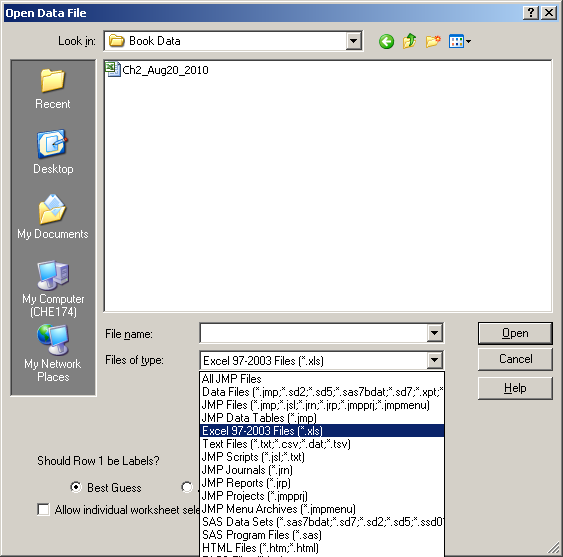 Open Data File
Look in: Book Data
Ch2_Aug20_2010
Recent
Desktop
My Documents
My Computer
(CHE174)
My Network
Places
File name:
Open
Files of type: Excel 97-2003 Files (*.xls)
Cancel
Help
All JMP Files
Data Files (*.jmp;*.sd2;*.sd5;*.sas7bdat;*.sd7;*.xpt;*
JMP Files (*.jmp;*.jsl;*.jrn;*.jrp;*.jmpprj;*.jmpmenu)
JMP Data Tables (*.jmp)
Excel 97-2003 Files (*.xls)
Text Files (*.txt;*.csv;*.dat;*.tsv)
JMP Scripts (*.jsl;*.txt)
JMP Journals (*.jrn)
JMP Reports (*.jrp)
JMP Projects (*.jmpprj)
JMP Menu Archives (*.jmpmenu)
SAS Data Sets (*.sas7bdat;*.sd7;*.sd2;*.sd5;*.ssd01
SAS Program Files (*.sas)
HTML Files (*.htm;*.html)
Should Row 1 be Labels?
Best Guess
Allow individual worksheet sele